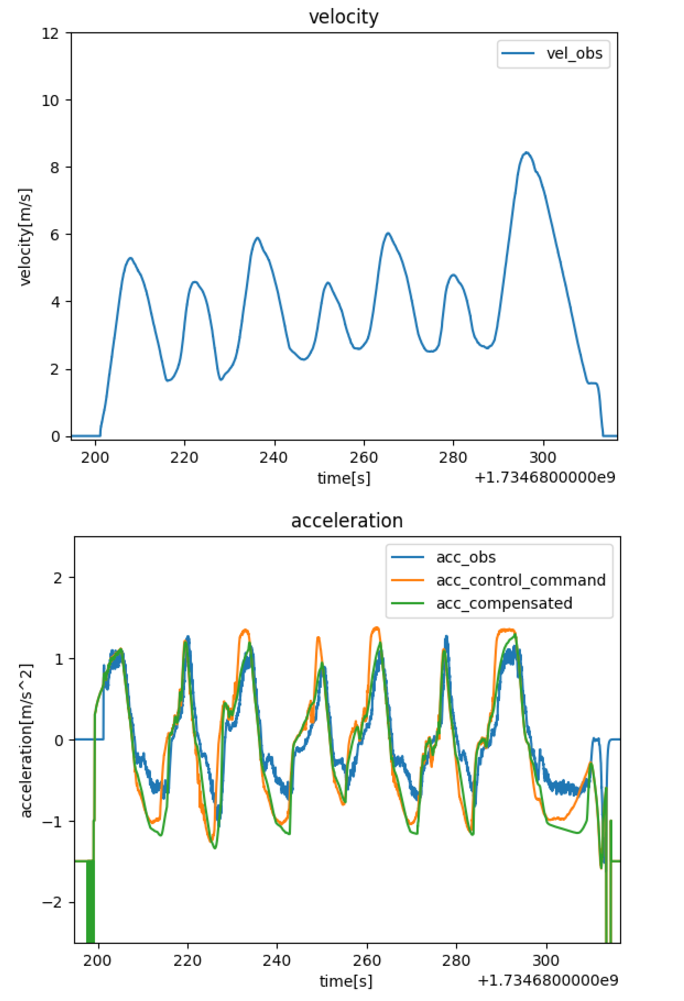 velocity
vel_obs
12
10
8
6
4
2
0
velocity[m/s]
200 220 240 260 280 300
time[s]
+1.7346800000e9
acceleration
acc_obs
acc_control_command
acc_compensated
2
1
0
−1
−2
acceleration[m/s^2]
200 220 240 260 280 300
time[s]
+1.7346800000e9